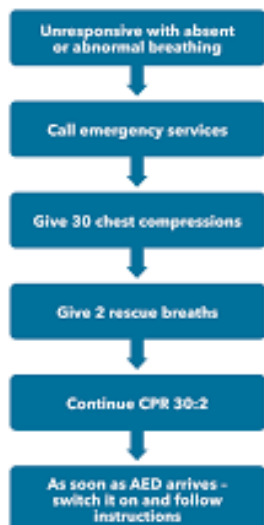 Unresponsive with absent
or abnormal breathing
Call emergency services
Give 30 chest compressions
Give 2 rescue breaths
Continue CPR 30:2
As soon as AED arrives –
switch it on and follow
instructions